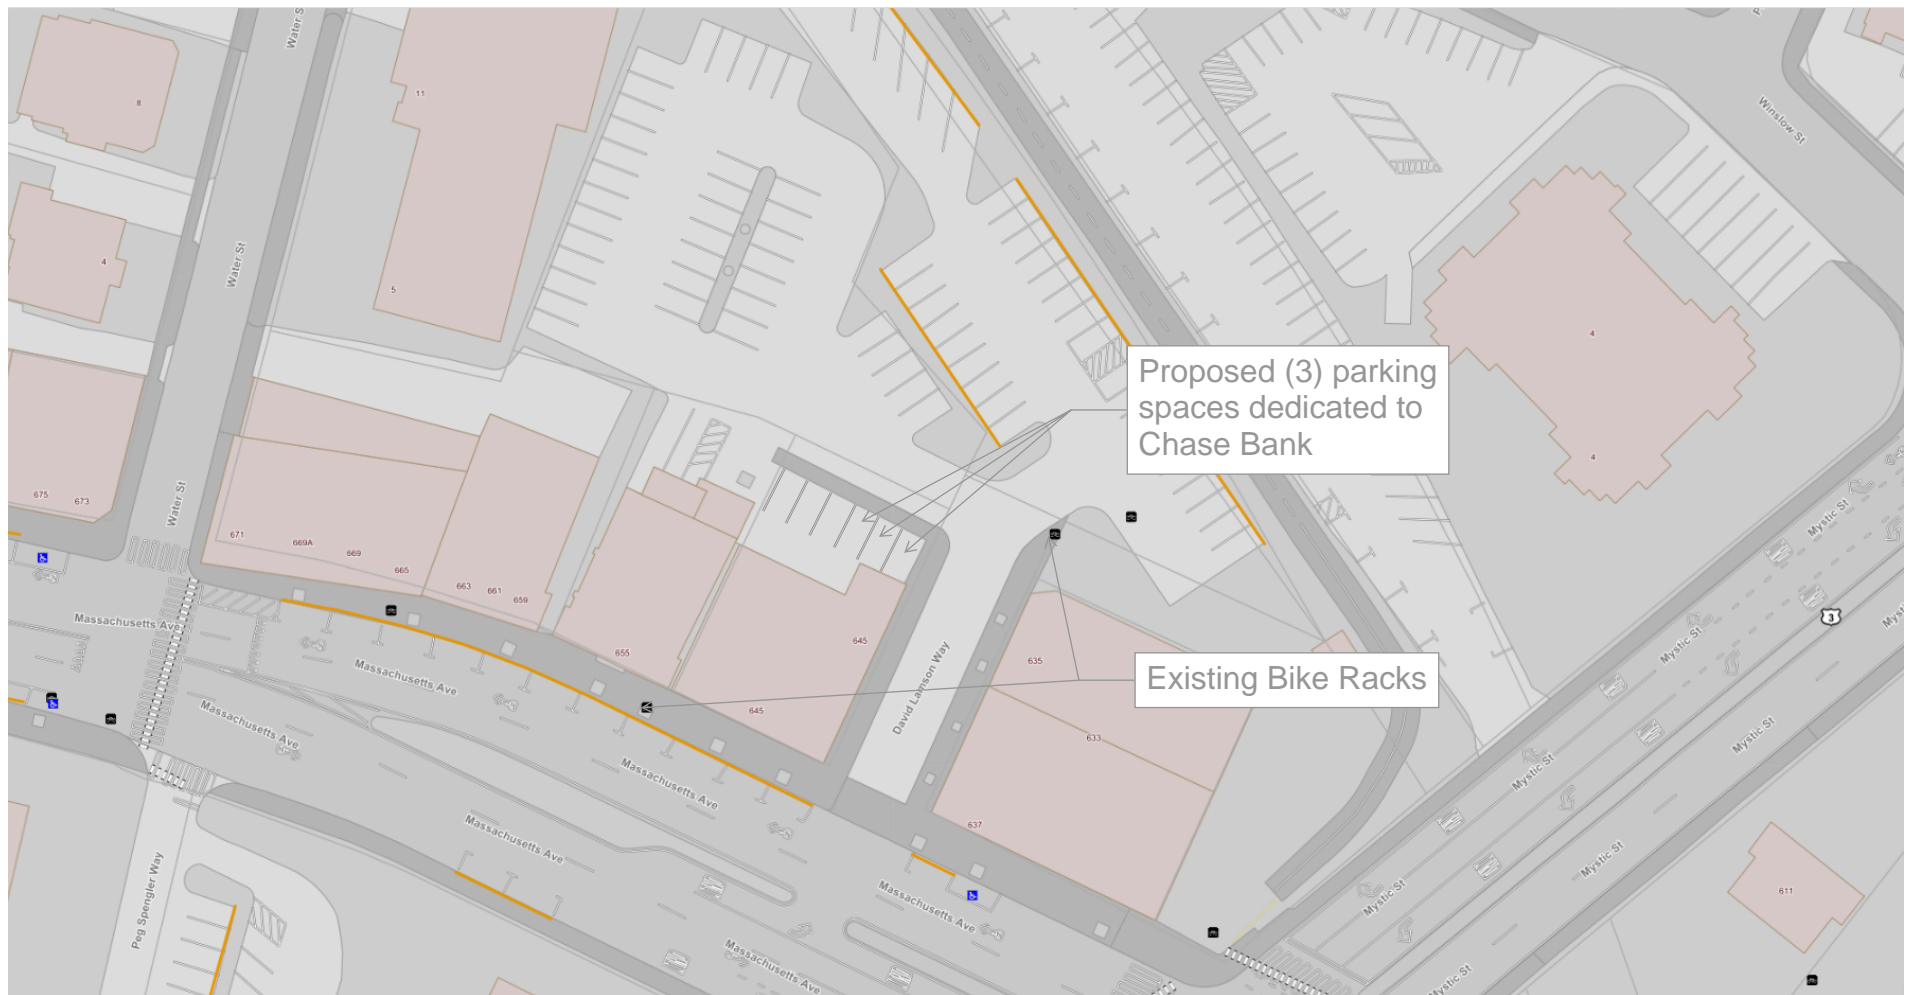 Water S
8
11
P
Winslow St
Water St
4
5
4
Proposed (3) parking
spaces dedicated to
Chase Bank
4
675
673
Water St
671
669A
669
665
663
661
659
Mystic St
Massachusetts Ave
655
645
635
Existing Bike Racks
Mystic St
3
Myst
Massachusetts Ave
Massachusetts Ave
645
David Lamson Way
633
Mystic St
Massachusetts Ave
Mystic St
Massachusetts Ave
637
Mystic St
Peg Spengler Way
Massachusetts Ave
Mystic St
611
Massachusetts Ave
Mystic St
Mystic St